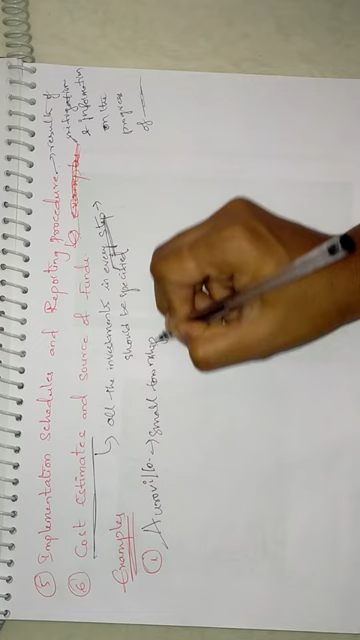 ⑤ Implementation Schedules and Reporting procedure → result of
mitigation
& information
on the
progress
of
⑥ Cost Estimates and source of funds
↳ all the investments in every step →
should be specified
Examples
① Auroville → small township